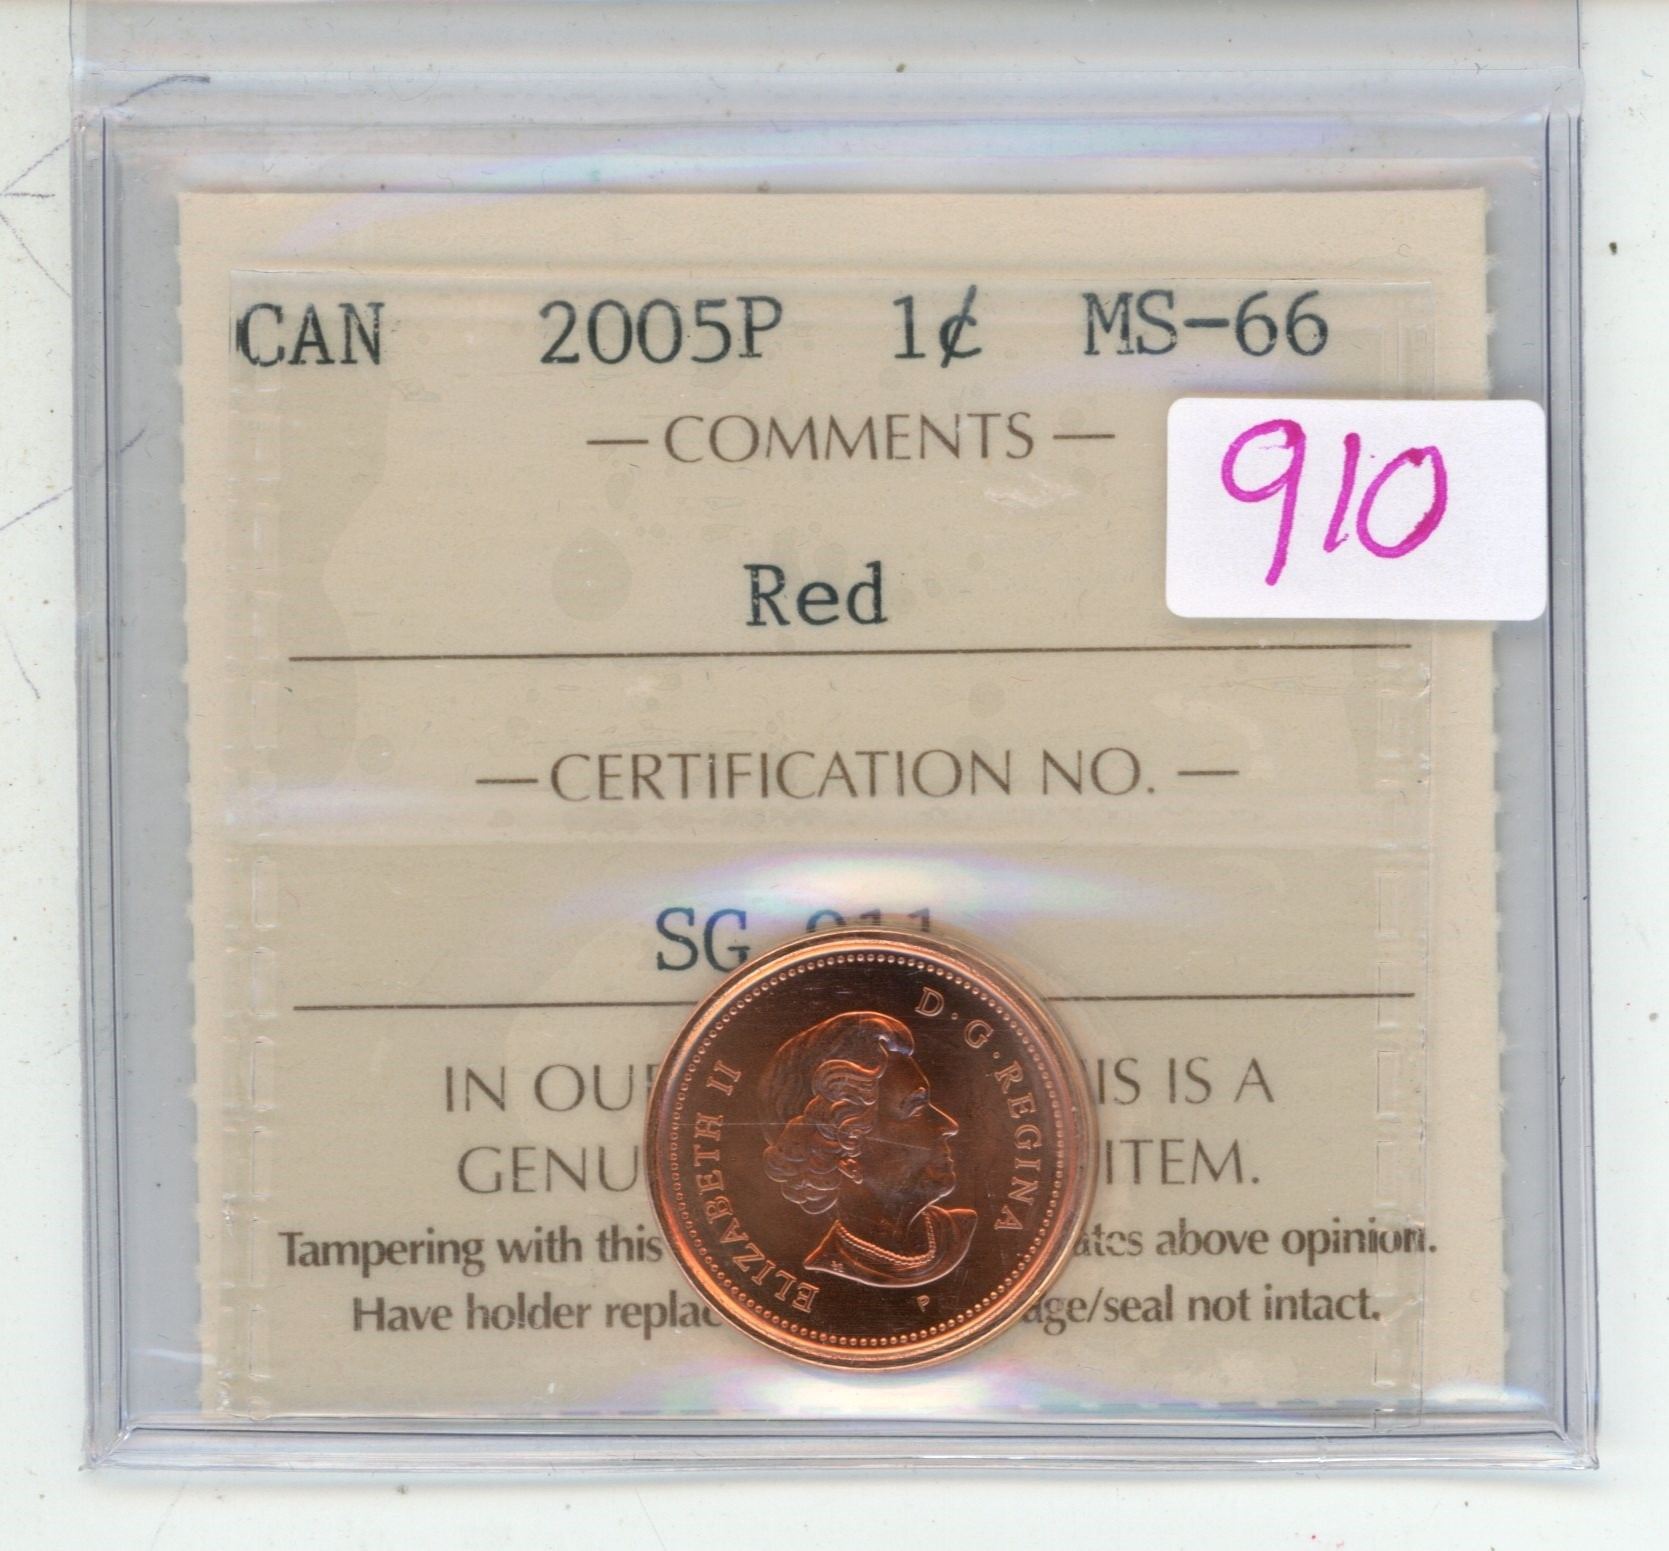 CAN 2005P 1¢ MS-66
— COMMENTS —
910
Red
— CERTIFICATION NO. —
SG
D·G·REGINA
ELIZABETH II
P
IN OU IS IS A
GENU ITEM.
Tampering with this above opinion.
Have holder replac age/seal not intact.